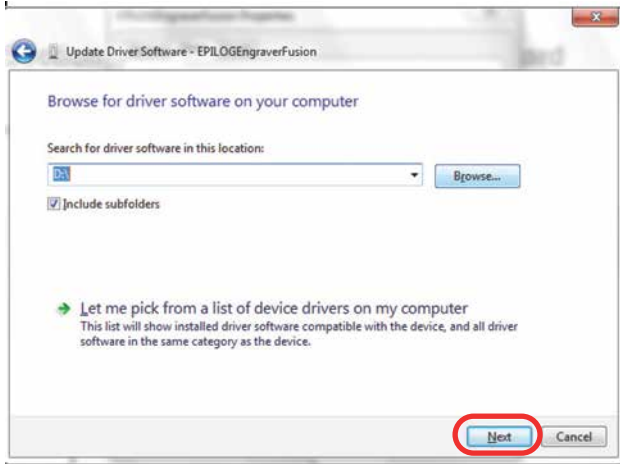 Update Driver Software - EPILOGEngraverFusion
Browse for driver software on your computer
Search for driver software in this location:
D:\
Browse...
Include subfolders
Let me pick from a list of device drivers on my computer
This list will show installed driver software compatible with the device, and all driver
software in the same category as the device.
Next
Cancel